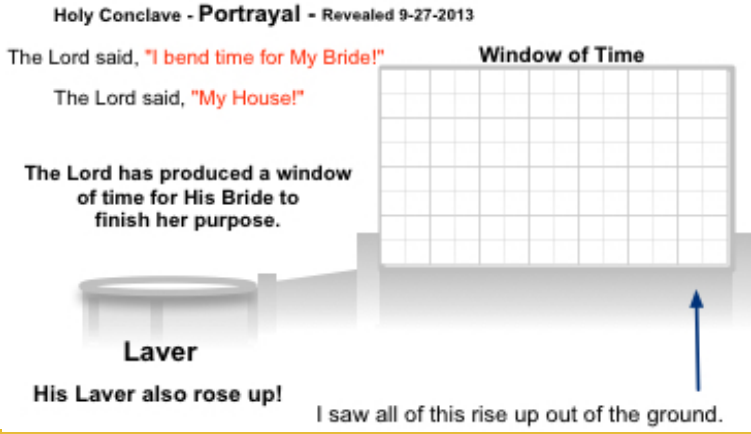 Holy Conclave - Portrayal - Revealed 9-27-2013
The Lord said, "I bend time for My Bride!"
Window of Time
The Lord said, "My House!"
The Lord has produced a window
of time for His Bride to
finish her purpose.
Laver
His Laver also rose up!
I saw all of this rise up out of the ground.